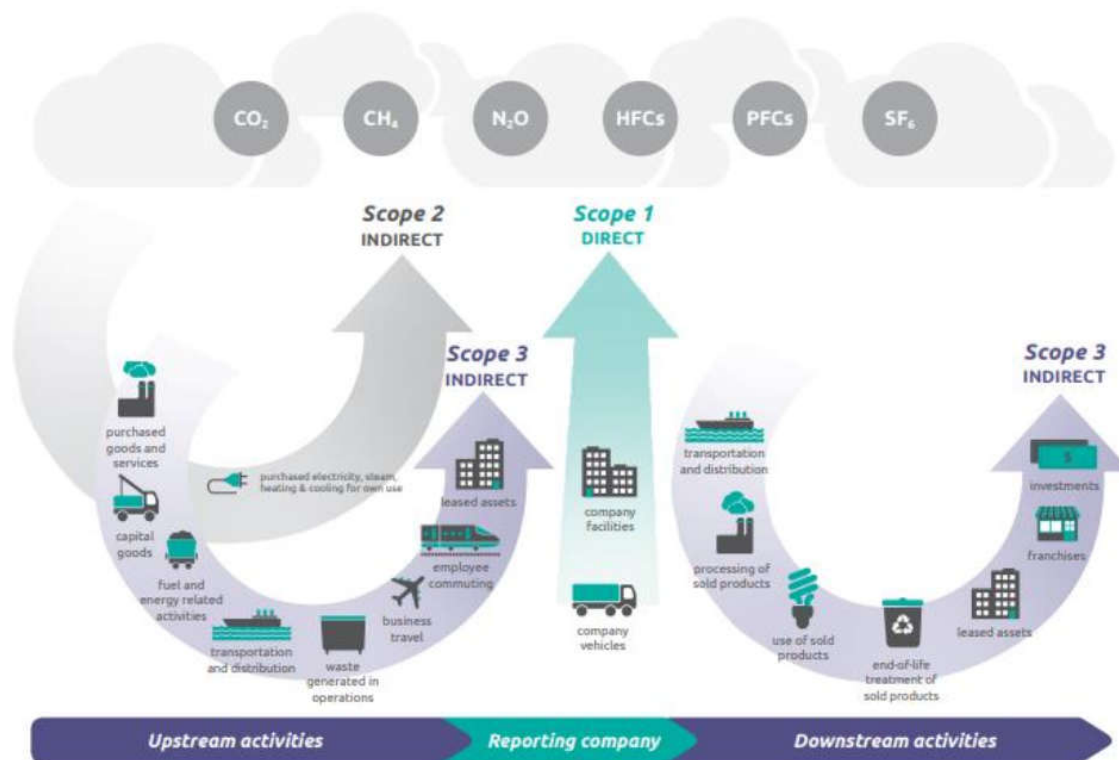 CO₂
CH₄
N₂O
HFCs
PFCs
SF₆
Scope 2
INDIRECT
Scope 1
DIRECT
Scope 3
INDIRECT
Scope 3
INDIRECT
purchased
goods and
services
capital
goods
fuel and
energy related
activities
purchased electricity, steam,
heating & cooling for own use
transportation
and distribution
waste
generated in
operations
business
travel
employee
commuting
leased assets
company
facilities
company
vehicles
transportation
and distribution
processing of
sold products
use of sold
products
end-of-life
treatment of
sold products
leased assets
franchises
$
investments
Upstream activities
Reporting company
Downstream activities